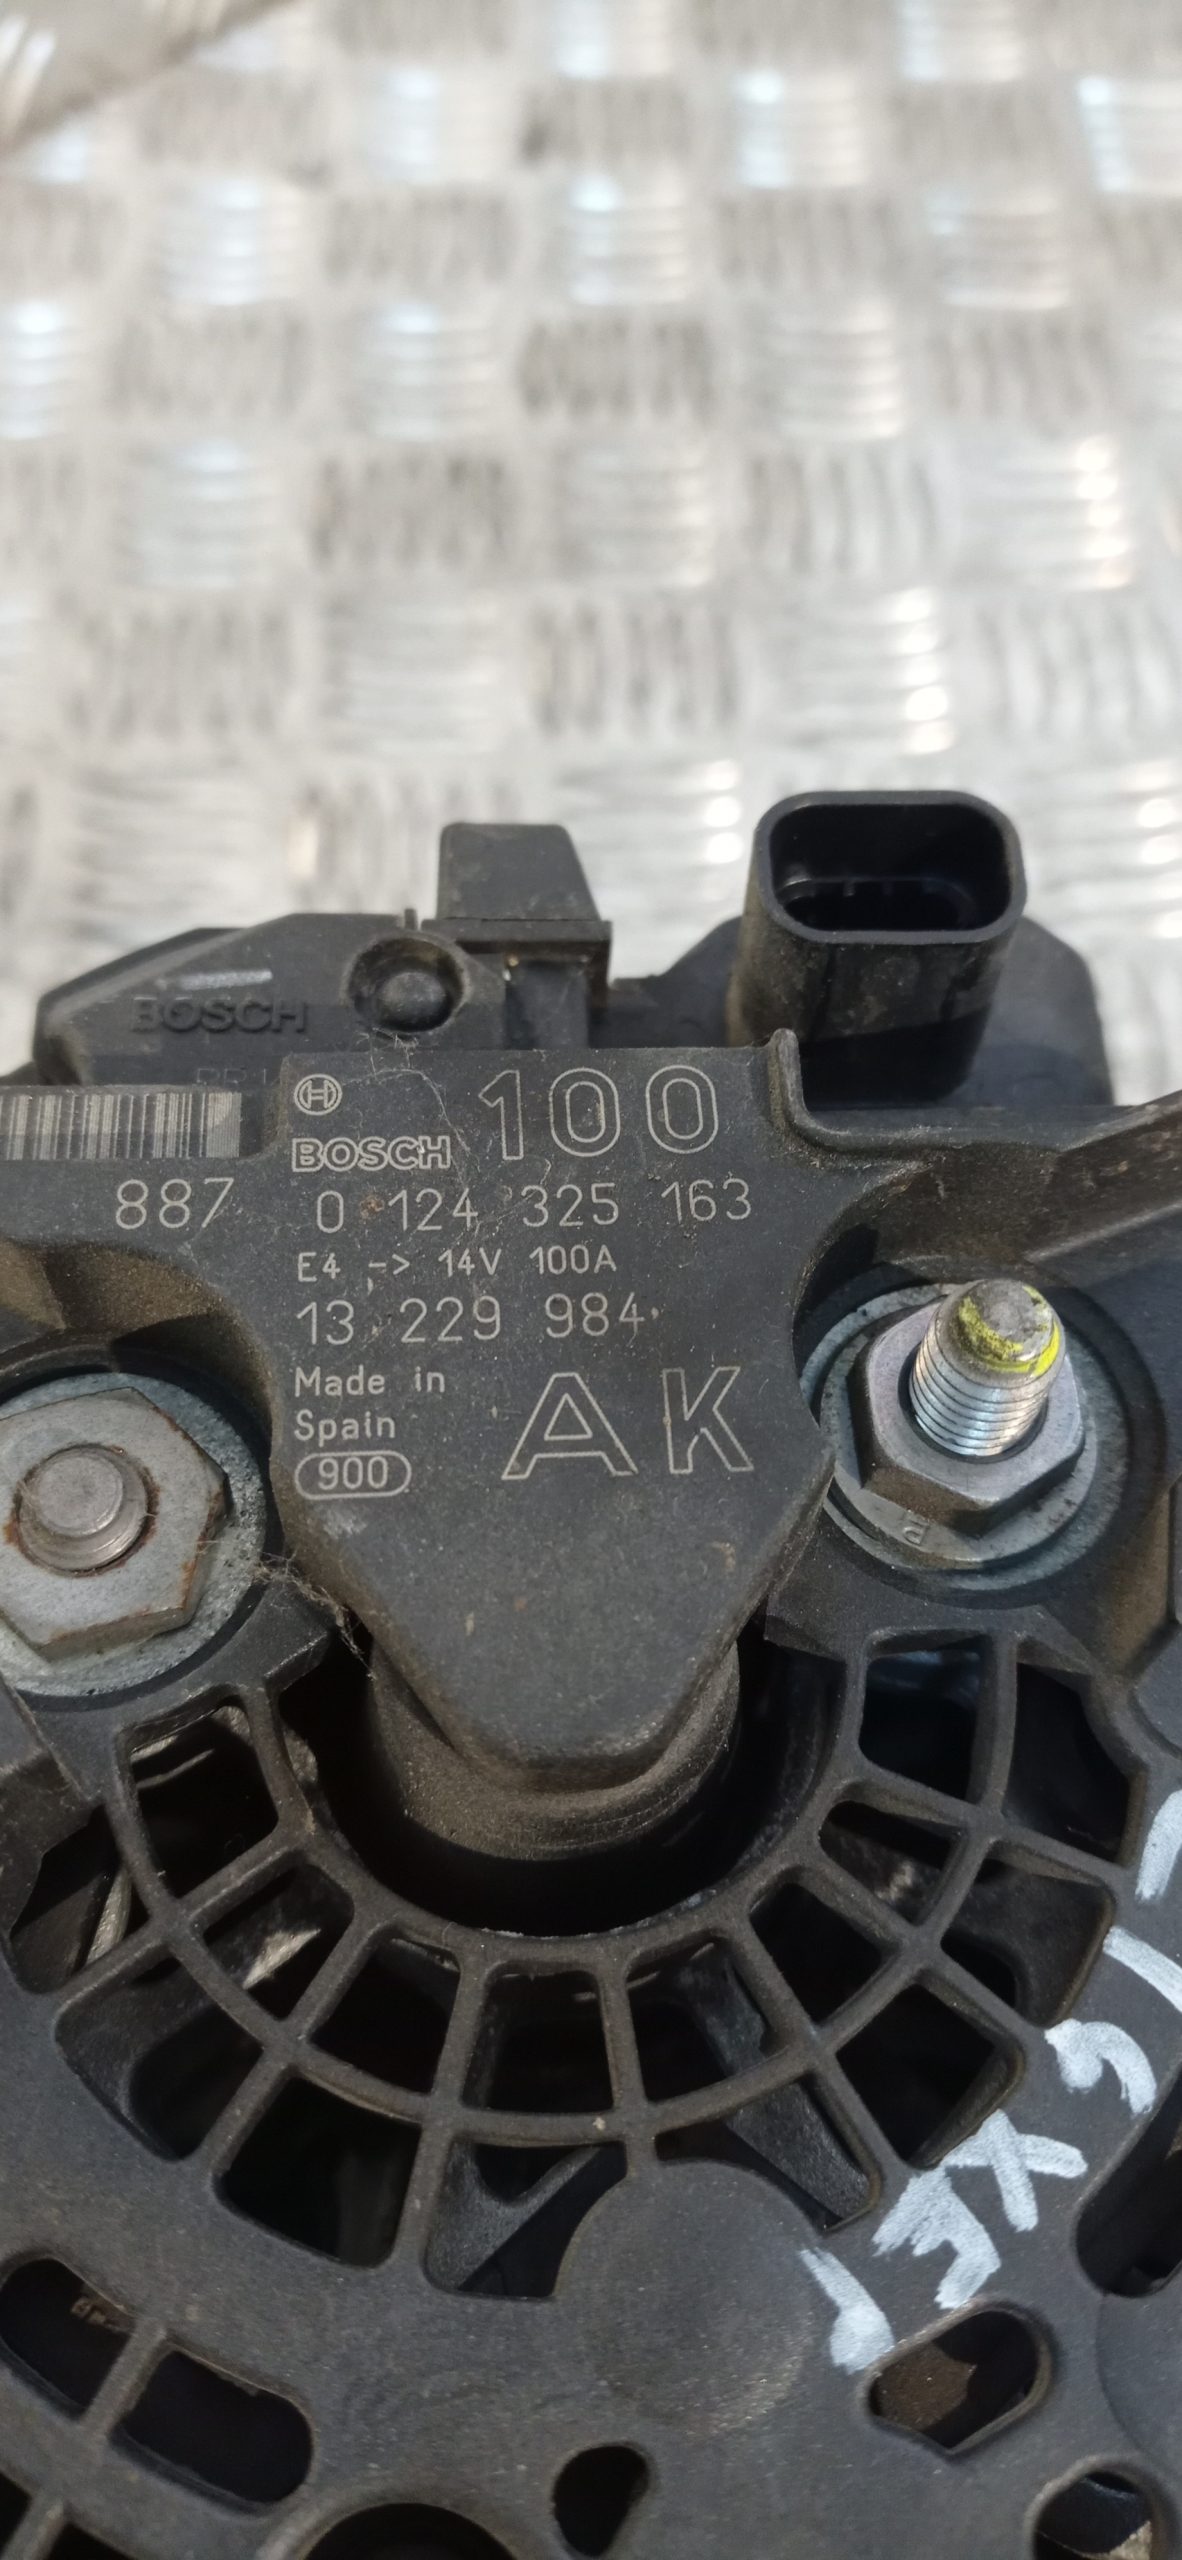 BOSCH
BOSCH 100
887 0 124 325 163
E4 -> 14V 100A
13 229 984
Made in
Spain
AK
900